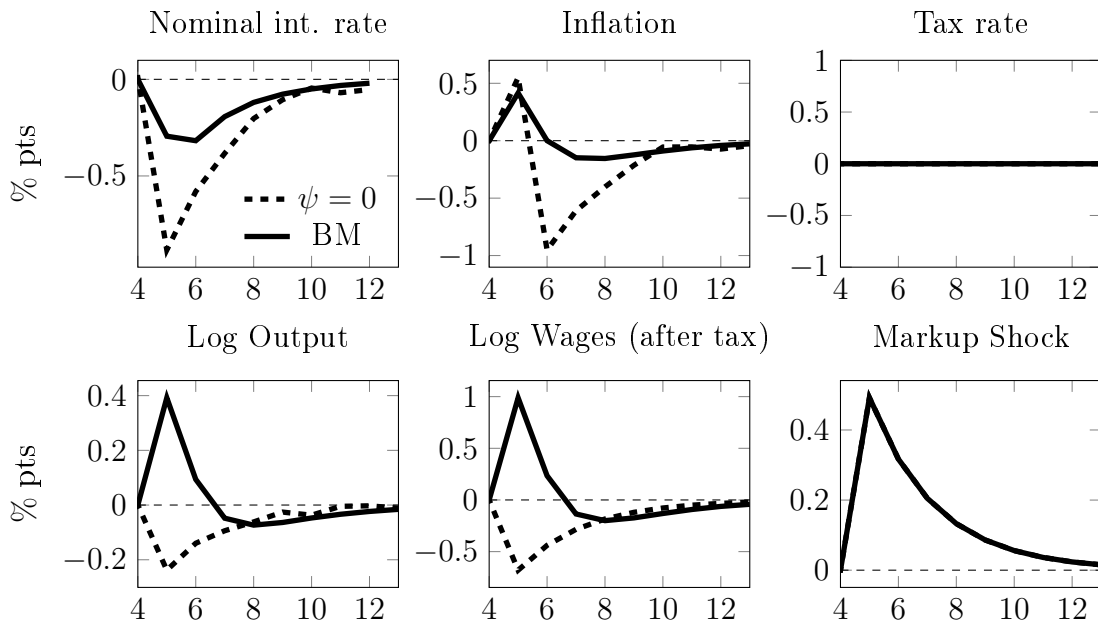 Nominal int. rate
Inflation
Tax rate
% pts
0
−0.5
ψ = 0
BM
4 6 8 10 12
0.5
0
−0.5
−1
4 6 8 10 12
1
0.5
0
−0.5
−1
4 6 8 10 12
Log Output
Log Wages (after tax)
Markup Shock
% pts
0.4
0.2
0
−0.2
4 6 8 10 12
1
0.5
0
−0.5
4 6 8 10 12
0.4
0.2
0
4 6 8 10 12